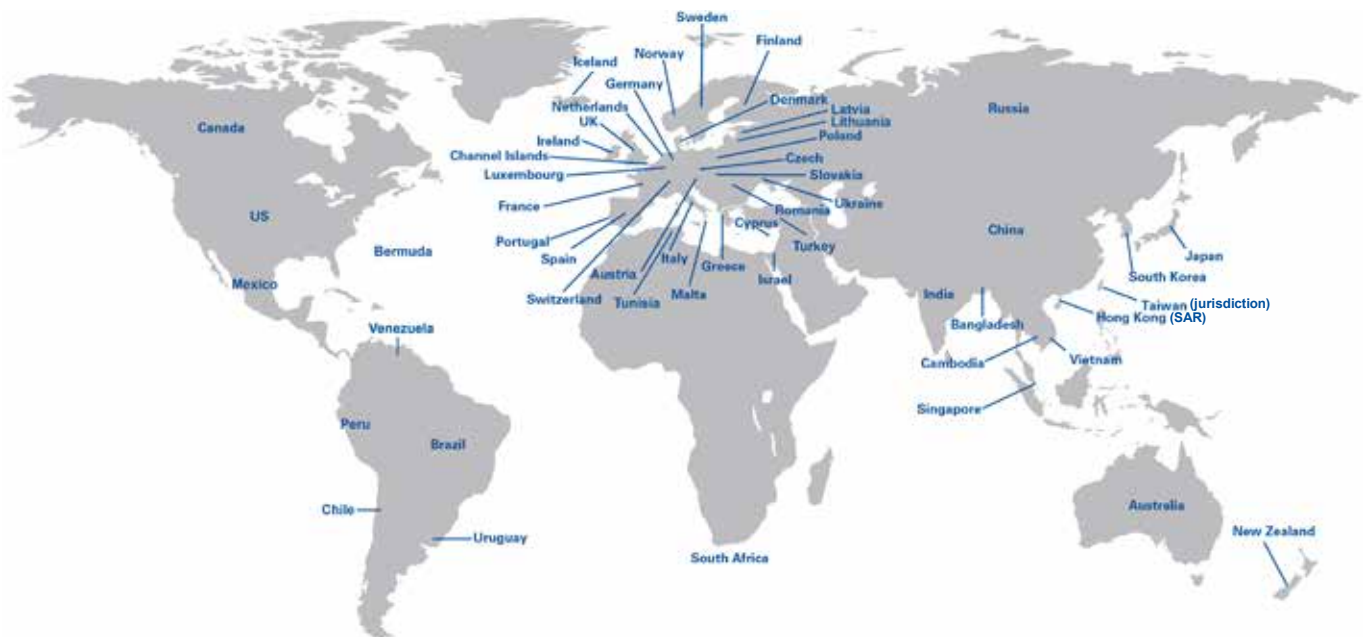 Sweden
Norway
Finland
Iceland
Germany
Netherlands
UK
Ireland
Channel Islands
Luxembourg
France
Portugal
Spain
Switzerland
Austria
Tunisia
Italy
Malta
Greece
Cyprus
Israel
Turkey
Romania
Ukraine
Slovakia
Czech
Poland
Lithuania
Latvia
Denmark
Russia
Canada
US
Bermuda
Mexico
Venezuela
Peru
Brazil
Chile
Uruguay
South Africa
China
Japan
South Korea
India
Taiwan (jurisdiction)
Hong Kong (SAR)
Bangladesh
Cambodia
Vietnam
Singapore
Australia
New Zealand